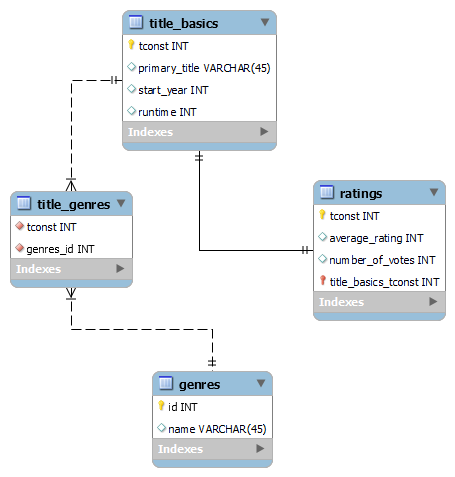 title_basics
tconst INT
primary_title VARCHAR(45)
start_year INT
runtime INT
Indexes
title_genres
tconst INT
genres_id INT
Indexes
ratings
tconst INT
average_rating INT
number_of_votes INT
title_basics_tconst INT
Indexes
genres
id INT
name VARCHAR(45)
Indexes